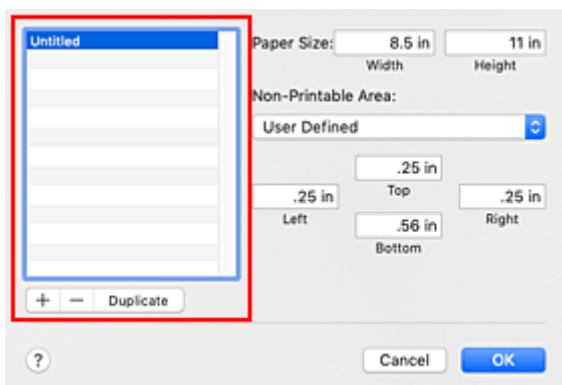 Untitled
Paper Size:
8.5 in
11 in
Width
Height
Non-Printable Area:
User Defined
.25 in
Top
.25 in
Left
.25 in
Right
.56 in
Bottom
+ − Duplicate
?
Cancel
OK